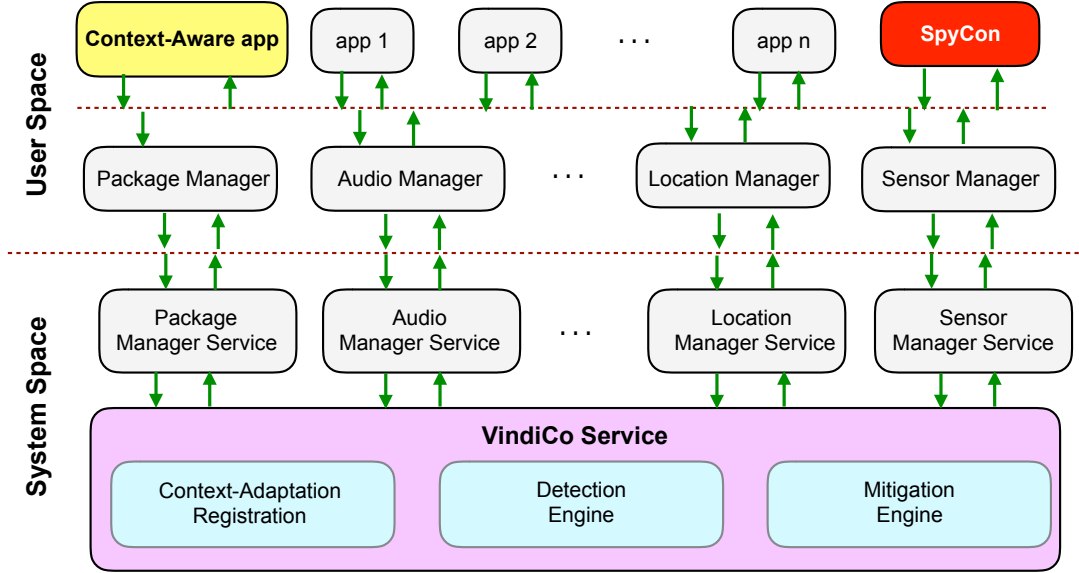 Context-Aware app
app 1
app 2
. . .
app n
SpyCon
User Space
Package Manager
Audio Manager
. . .
Location Manager
Sensor Manager
System Space
Package
Manager Service
Audio
Manager Service
. . .
Location
Manager Service
Sensor
Manager Service
VindiCo Service
Context-Adaptation
Registration
Detection
Engine
Mitigation
Engine